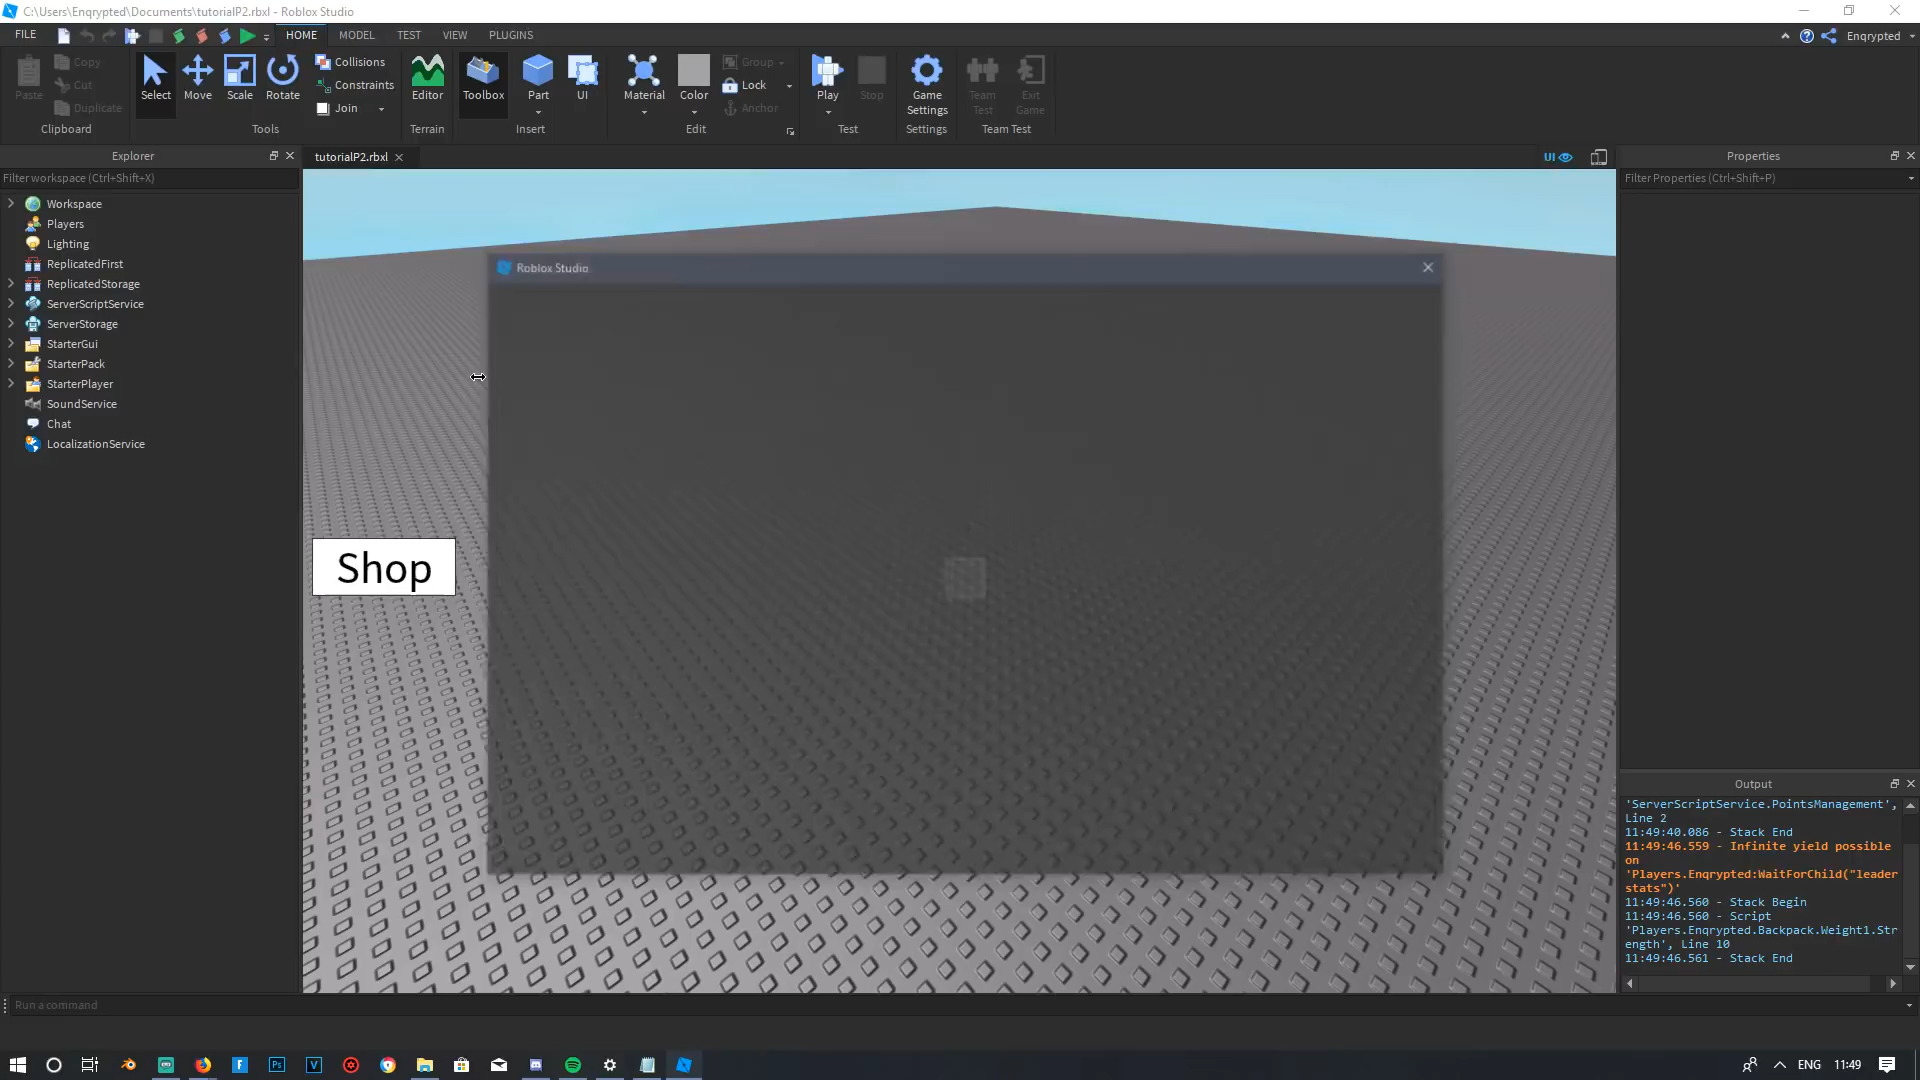 C:\Users\Enqrypted\Documents\tutorialP2.rbxl - Roblox Studio
FILE
HOME
MODEL
TEST
VIEW
PLUGINS
Enqrypted
Paste
Copy
Cut
Duplicate
Clipboard
Select
Move
Scale
Rotate
Collisions
Constraints
Join
Tools
Editor
Terrain
Toolbox
Part
UI
Insert
Material
Color
Group
Lock
Anchor
Edit
Play
Stop
Test
Game
Settings
Settings
Team
Test
Exit
Game
Team Test
Explorer
Filter workspace (Ctrl+Shift+X)
Workspace
Players
Lighting
ReplicatedFirst
ReplicatedStorage
ServerScriptService
ServerStorage
StarterGui
StarterPack
StarterPlayer
SoundService
Chat
LocalizationService
tutorialP2.rbxl
UI
Roblox Studio
Shop
Properties
Filter Properties (Ctrl+Shift+P)
Output
'ServerScriptService.PointsManagement',
Line 2
11:49:40.086 - Stack End
11:49:46.559 - Infinite yield possible
on
'Players.Enqrypted:WaitForChild("leader
stats")'
11:49:46.560 - Stack Begin
11:49:46.560 - Script
'Players.Enqrypted.Backpack.Weight1.Str
ength', Line 10
11:49:46.561 - Stack End
Run a command
Ps
V
ENG
11:49